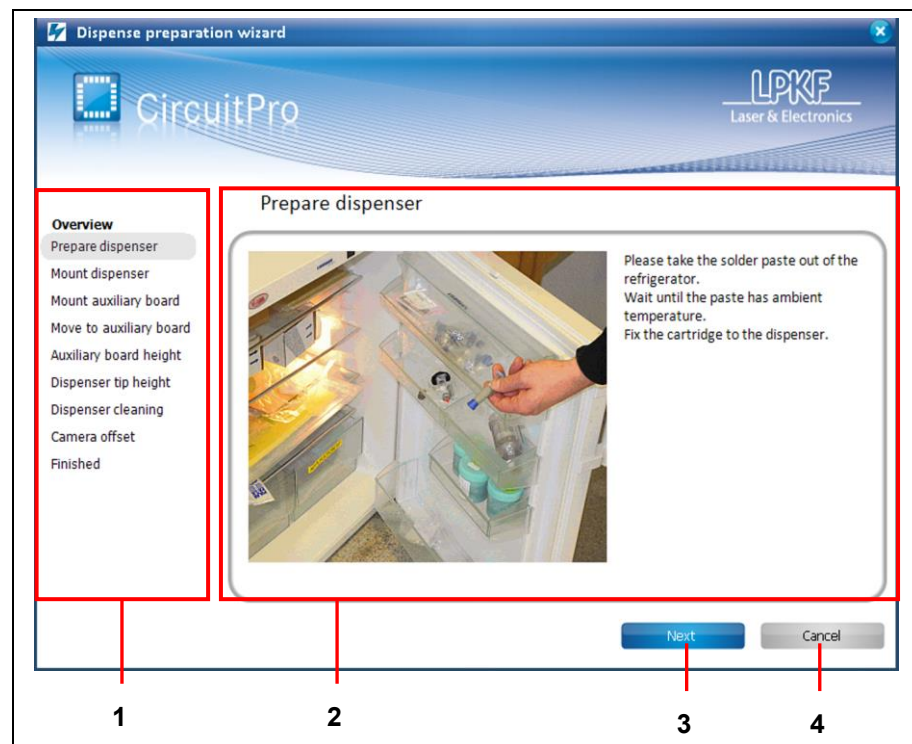 Dispense preparation wizard
CircuitPro
LPKF
Laser & Electronics
Overview
Prepare dispenser
Mount dispenser
Mount auxiliary board
Move to auxiliary board
Auxiliary board height
Dispenser tip height
Dispenser cleaning
Camera offset
Finished
Prepare dispenser
Please take the solder paste out of the
refrigerator.
Wait until the paste has ambient
temperature.
Fix the cartridge to the dispenser.
Next
Cancel
1
2
3
4